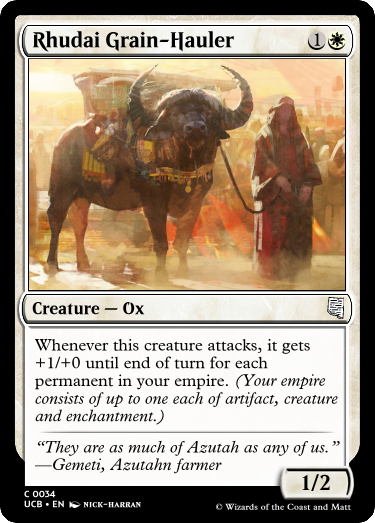 Rhudai Grain-Hauler 1
Creature — Ox
Whenever this creature attacks, it gets
+1/+0 until end of turn for each
permanent in your empire. (Your empire
consists of up to one each of artifact, creature
and enchantment.)
“They are as much of Azutah as any of us.”
—Gemeti, Azutahn farmer
1/2
C 0034
UCB • EN NICK-HARRAN
© Wizards of the Coast and Matt